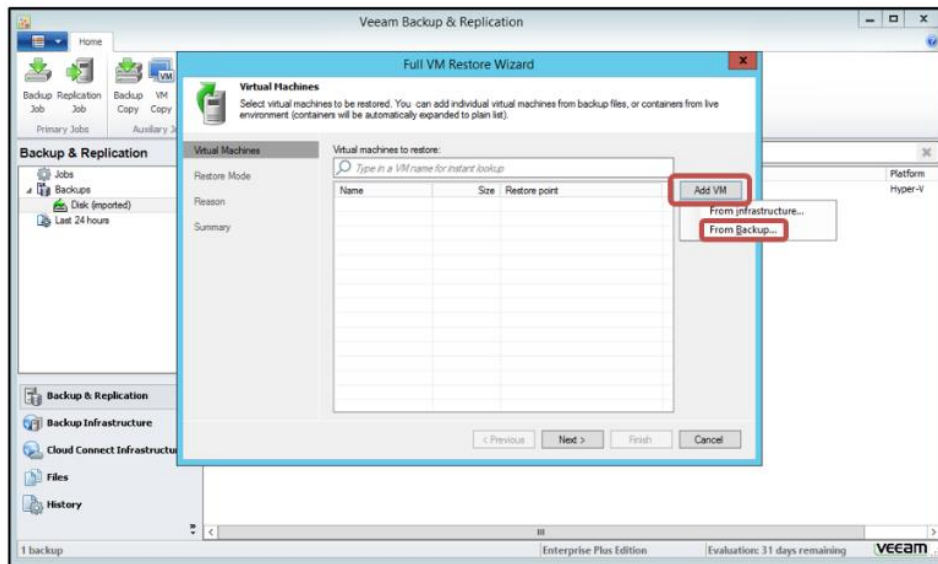 Veeam Backup & Replication
Home
Backup Replication Backup VM
Job Job Copy Copy
Primary Jobs Auxiliary J
Backup & Replication
Jobs
Backups
Disk (imported)
Last 24 hours
Backup & Replication
Backup Infrastructure
Cloud Connect Infrastructu
Files
History
Full VM Restore Wizard
Virtual Machines
Select virtual machines to be restored. You can add individual virtual machines from backup files, or containers from live
environment (containers will be automatically expanded to plain list).
Virtual Machines
Restore Mode
Reason
Summary
Virtual machines to restore:
Type in a VM name for instant lookup
Name Size Restore point
Add VM
From infrastructure...
From Backup...
< Previous Next > Finish Cancel
Platform
Hyper-V
1 backup Enterprise Plus Edition Evaluation: 31 days remaining veeam